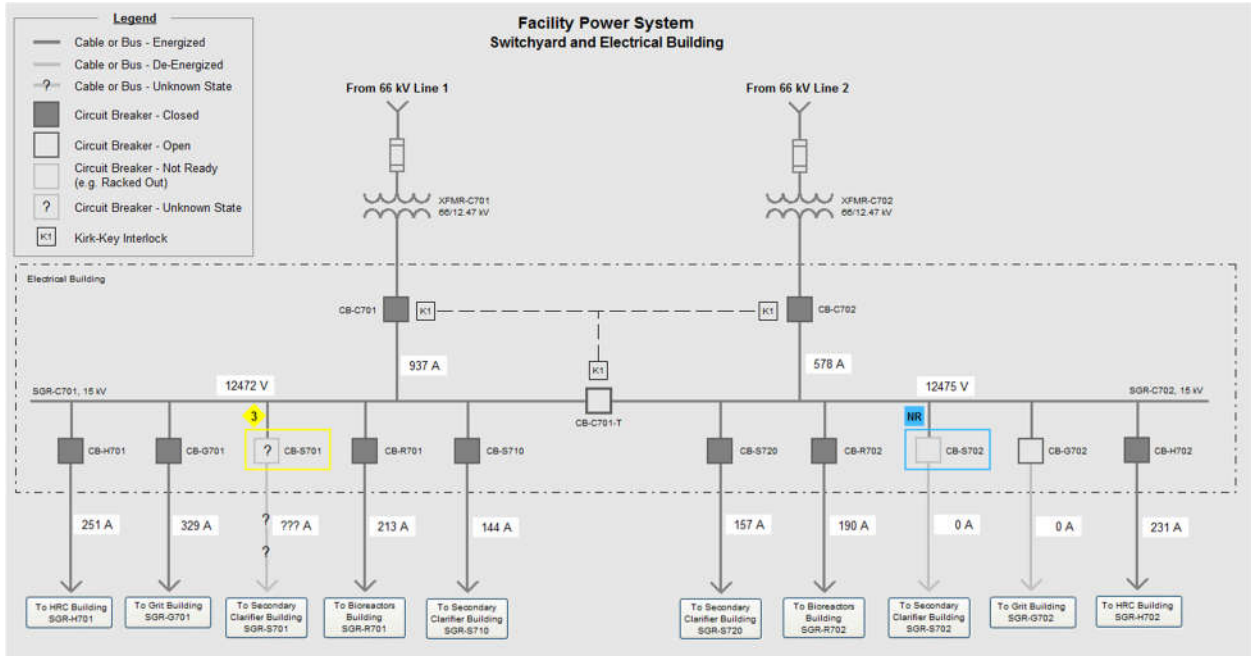 Legend
Cable or Bus - Energized
Cable or Bus - De-Energized
?
Cable or Bus - Unknown State
Circuit Breaker - Closed
Circuit Breaker - Open
Circuit Breaker - Not Ready
(e.g. Racked Out)
?
Circuit Breaker - Unknown State
K1
Kirk-Key Interlock
Facility Power System
Switchyard and Electrical Building
From 66 kV Line 1
From 66 kV Line 2
XFMR-C701
66/12.47 kV
XFMR-C702
66/12.47 kV
Electrical Building
CB-C701
K1
K1
CB-C702
937 A
K1
578 A
SGR-C701, 15 kV
12472 V
CB-C701-T
12475 V
SGR-C702, 15 kV
3
NR
CB-H701
CB-G701
?
CB-S701
CB-R701
CB-S710
CB-S720
CB-R702
CB-S702
CB-G702
CB-H702
251 A
329 A
?
??? A
?
213 A
144 A
157 A
190 A
0 A
0 A
231 A
To HRC Building
SGR-H701
To Grit Building
SGR-G701
To Secondary
Clarifier Building
SGR-S701
To Bioreactors
Building
SGR-R701
To Secondary
Clarifier Building
SGR-S710
To Secondary
Clarifier Building
SGR-S720
To Bioreactors
Building
SGR-R702
To Secondary
Clarifier Building
SGR-S702
To Grit Building
SGR-G702
To HRC Building
SGR-H702